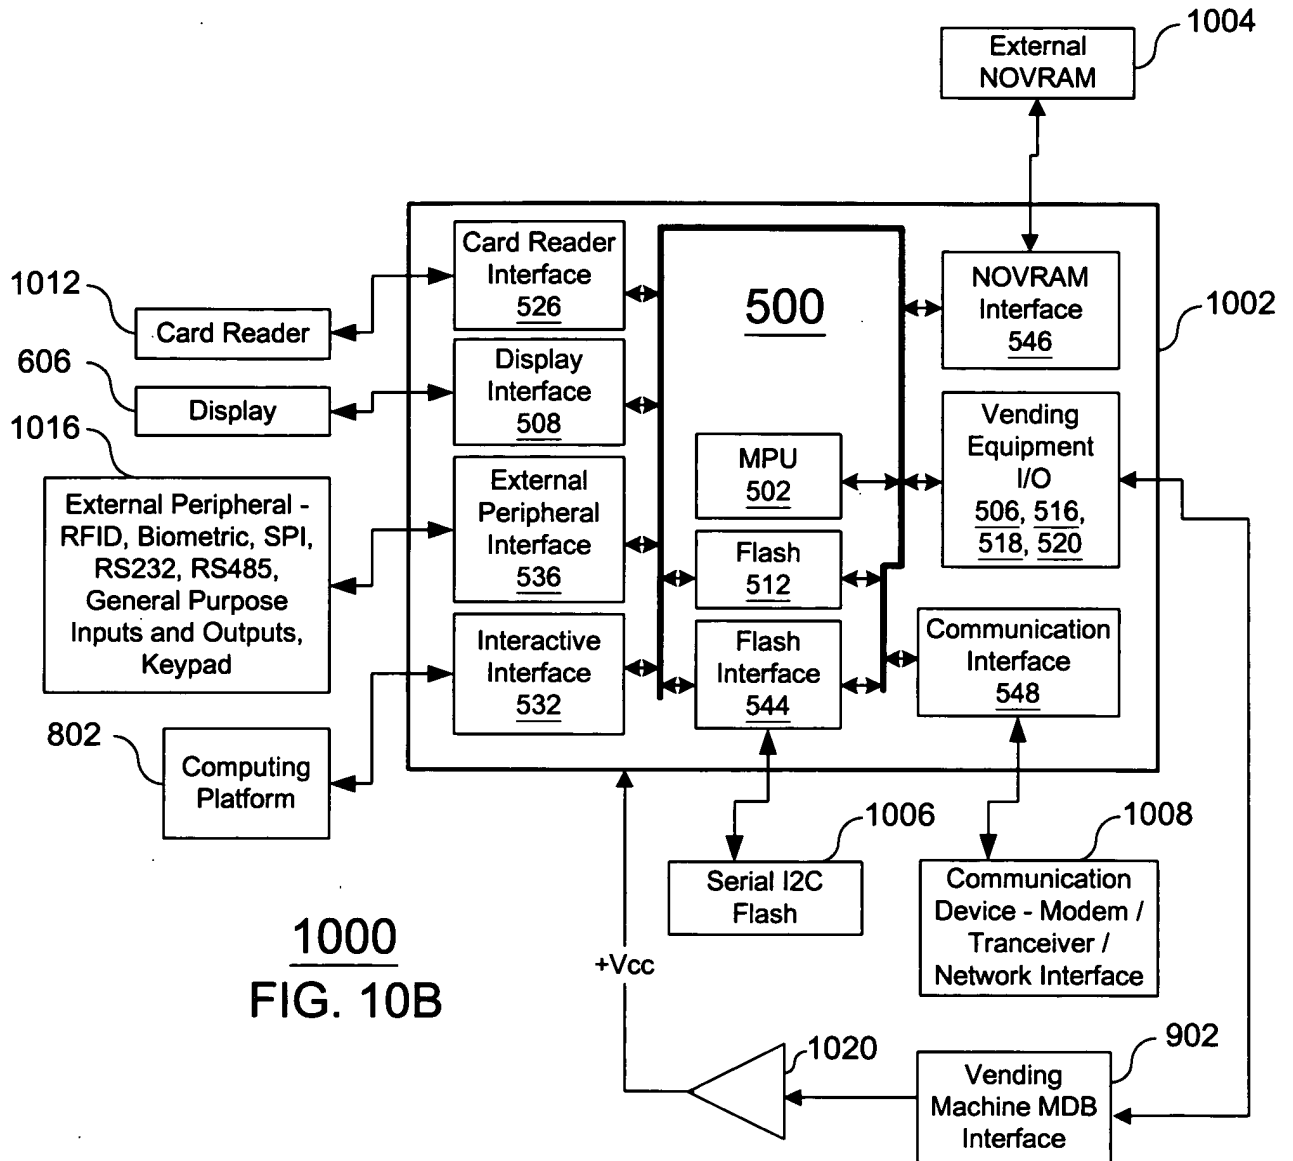 1004
External
NOVRAM
Card Reader
Interface
526
NOVRAM
Interface
546
500
1002
1012
Card Reader
Display
Interface
508
606
Display
1016
External Peripheral -
RFID, Biometric, SPI,
RS232, RS485,
General Purpose
Inputs and Outputs,
Keypad
External
Peripheral
Interface
536
MPU
502
Vending
Equipment
I/O
506, 516,
518, 520
Flash
512
Interactive
Interface
532
Flash
Interface
544
Communication
Interface
548
802
Computing
Platform
1006
Serial I2C
Flash
1008
Communication
Device - Modem /
Tranceiver /
Network Interface
1000
FIG. 10B
+Vcc
1020
902
Vending
Machine MDB
Interface